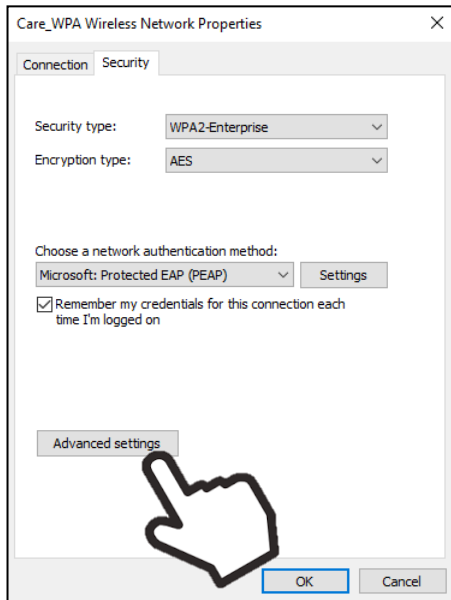 Care_WPA Wireless Network Properties
Connection Security
Security type: WPA2-Enterprise
Encryption type: AES
Choose a network authentication method:
Microsoft: Protected EAP (PEAP) Settings
Remember my credentials for this connection each
time I'm logged on
Advanced settings
OK Cancel